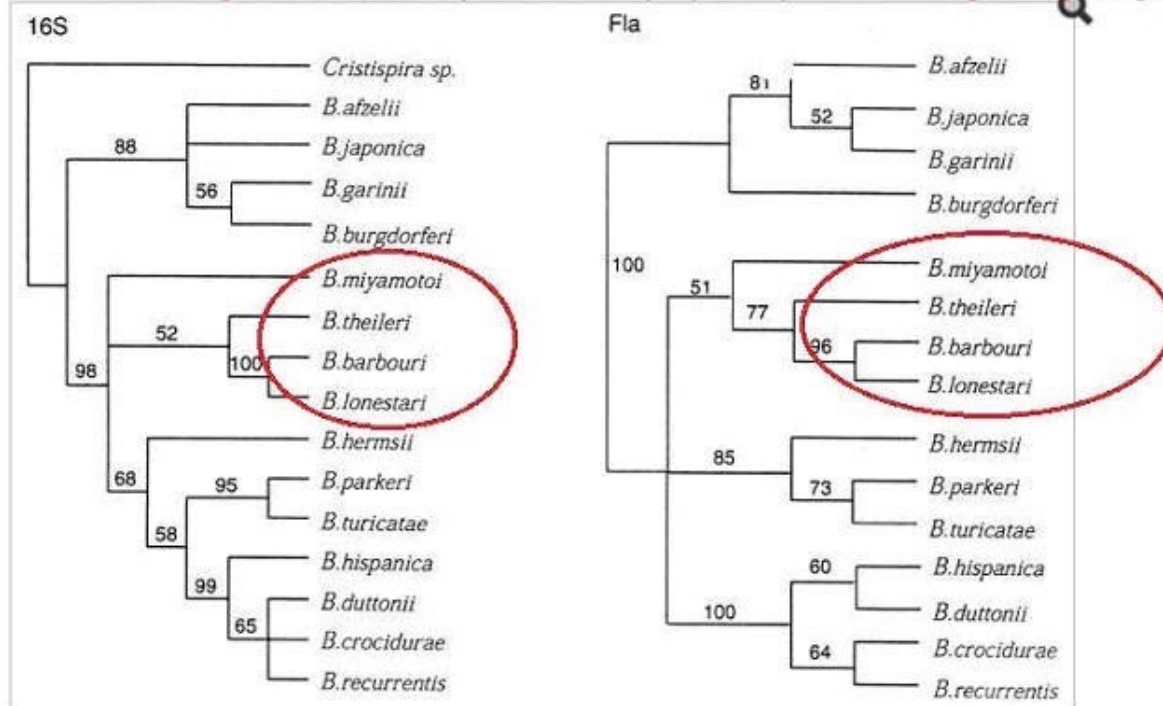 16S
Cristispira sp.
B.afzelii
88
B.japonica
56
B.garinii
B.burgdorferi
B.miyamotoi
B.theileri
52
100
B.barbouri
98
B.lonestari
B.hermsii
68
95
B.parkeri
B.turicatae
58
B.hispanica
99
B.duttonii
65
B.crocidurae
B.recurrentis
Fla
B.afzelii
81
52
B.japonica
B.garinii
B.burgdorferi
100
B.miyamotoi
51
77
B.theileri
96
B.barbouri
B.lonestari
B.hermsii
85
73
B.parkeri
B.turicatae
60
B.hispanica
100
B.duttonii
64
B.crocidurae
B.recurrentis